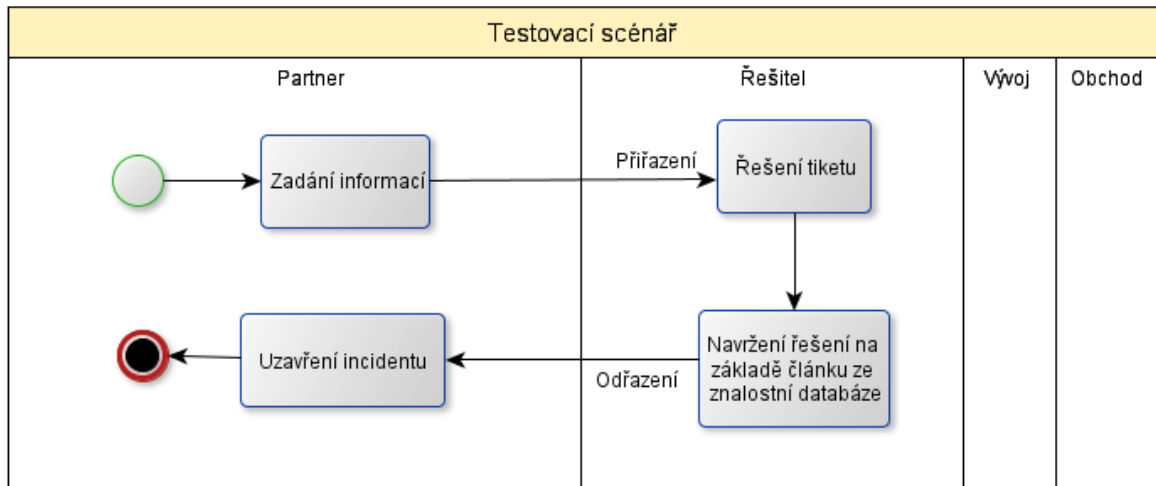 Testovací scénář
Partner
Řešitel
Vývoj
Obchod
Zadání informací
Přiřazení
Řešení tiketu
Uzavření incidentu
Odřazení
Navržení řešení na
základě článku ze
znalostní databáze